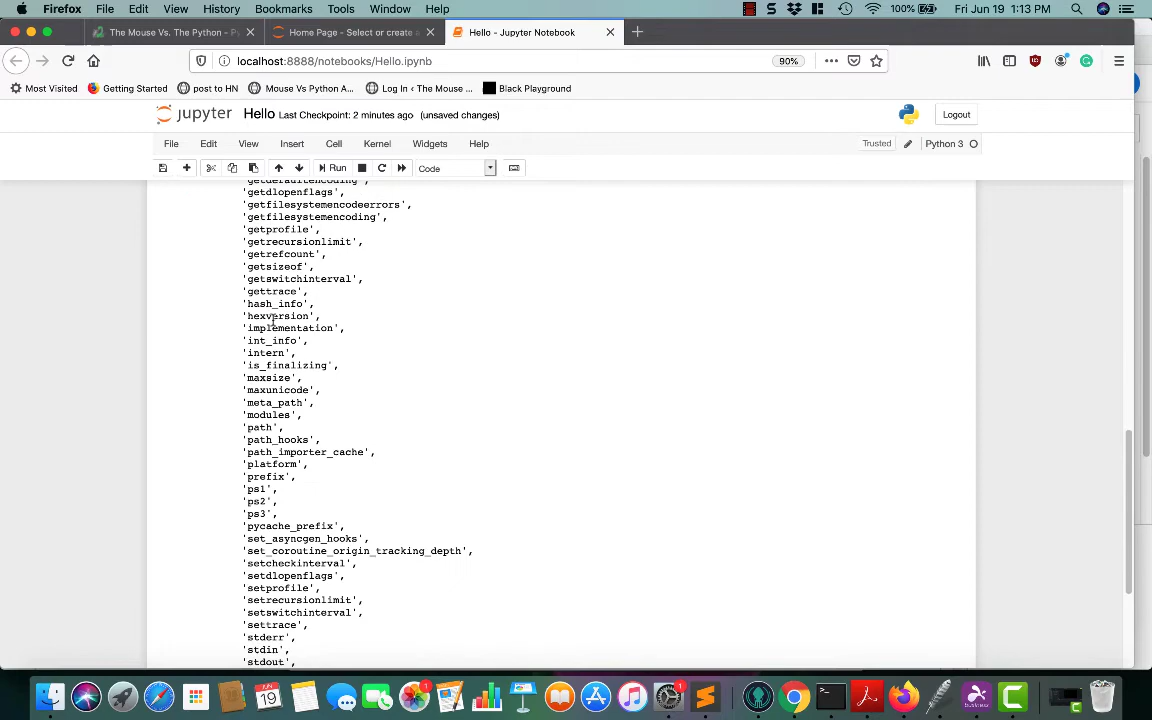 Firefox File Edit View History Bookmarks Tools Window Help 100% Fri Jun 19 1:13 PM
The Mouse Vs. The Python - P Home Page - Select or create a Hello - Jupyter Notebook
localhost:8888/notebooks/Hello.ipynb 90%
Most Visited Getting Started post to HN Mouse Vs Python A... Log In ‹ The Mouse ... Black Playground
jupyter Hello Last Checkpoint: 2 minutes ago (unsaved changes) Logout
File Edit View Insert Cell Kernel Widgets Help Trusted Python 3
Run Code
'getdefaultencoding',
'getdlopenflags',
'getfilesystemencodeerrors',
'getfilesystemencoding',
'getprofile',
'getrecursionlimit',
'getrefcount',
'getsizeof',
'getswitchinterval',
'gettrace',
'hash_info',
'hexversion',
'implementation',
'int_info',
'intern',
'is_finalizing',
'maxsize',
'maxunicode',
'meta_path',
'modules',
'path',
'path_hooks',
'path_importer_cache',
'platform',
'prefix',
'ps1',
'ps2',
'ps3',
'pycache_prefix',
'set_asyncgen_hooks',
'set_coroutine_origin_tracking_depth',
'setcheckinterval',
'setdlopenflags',
'setprofile',
'setrecursionlimit',
'setswitchinterval',
'settrace',
'stderr',
'stdin',
'stdout',